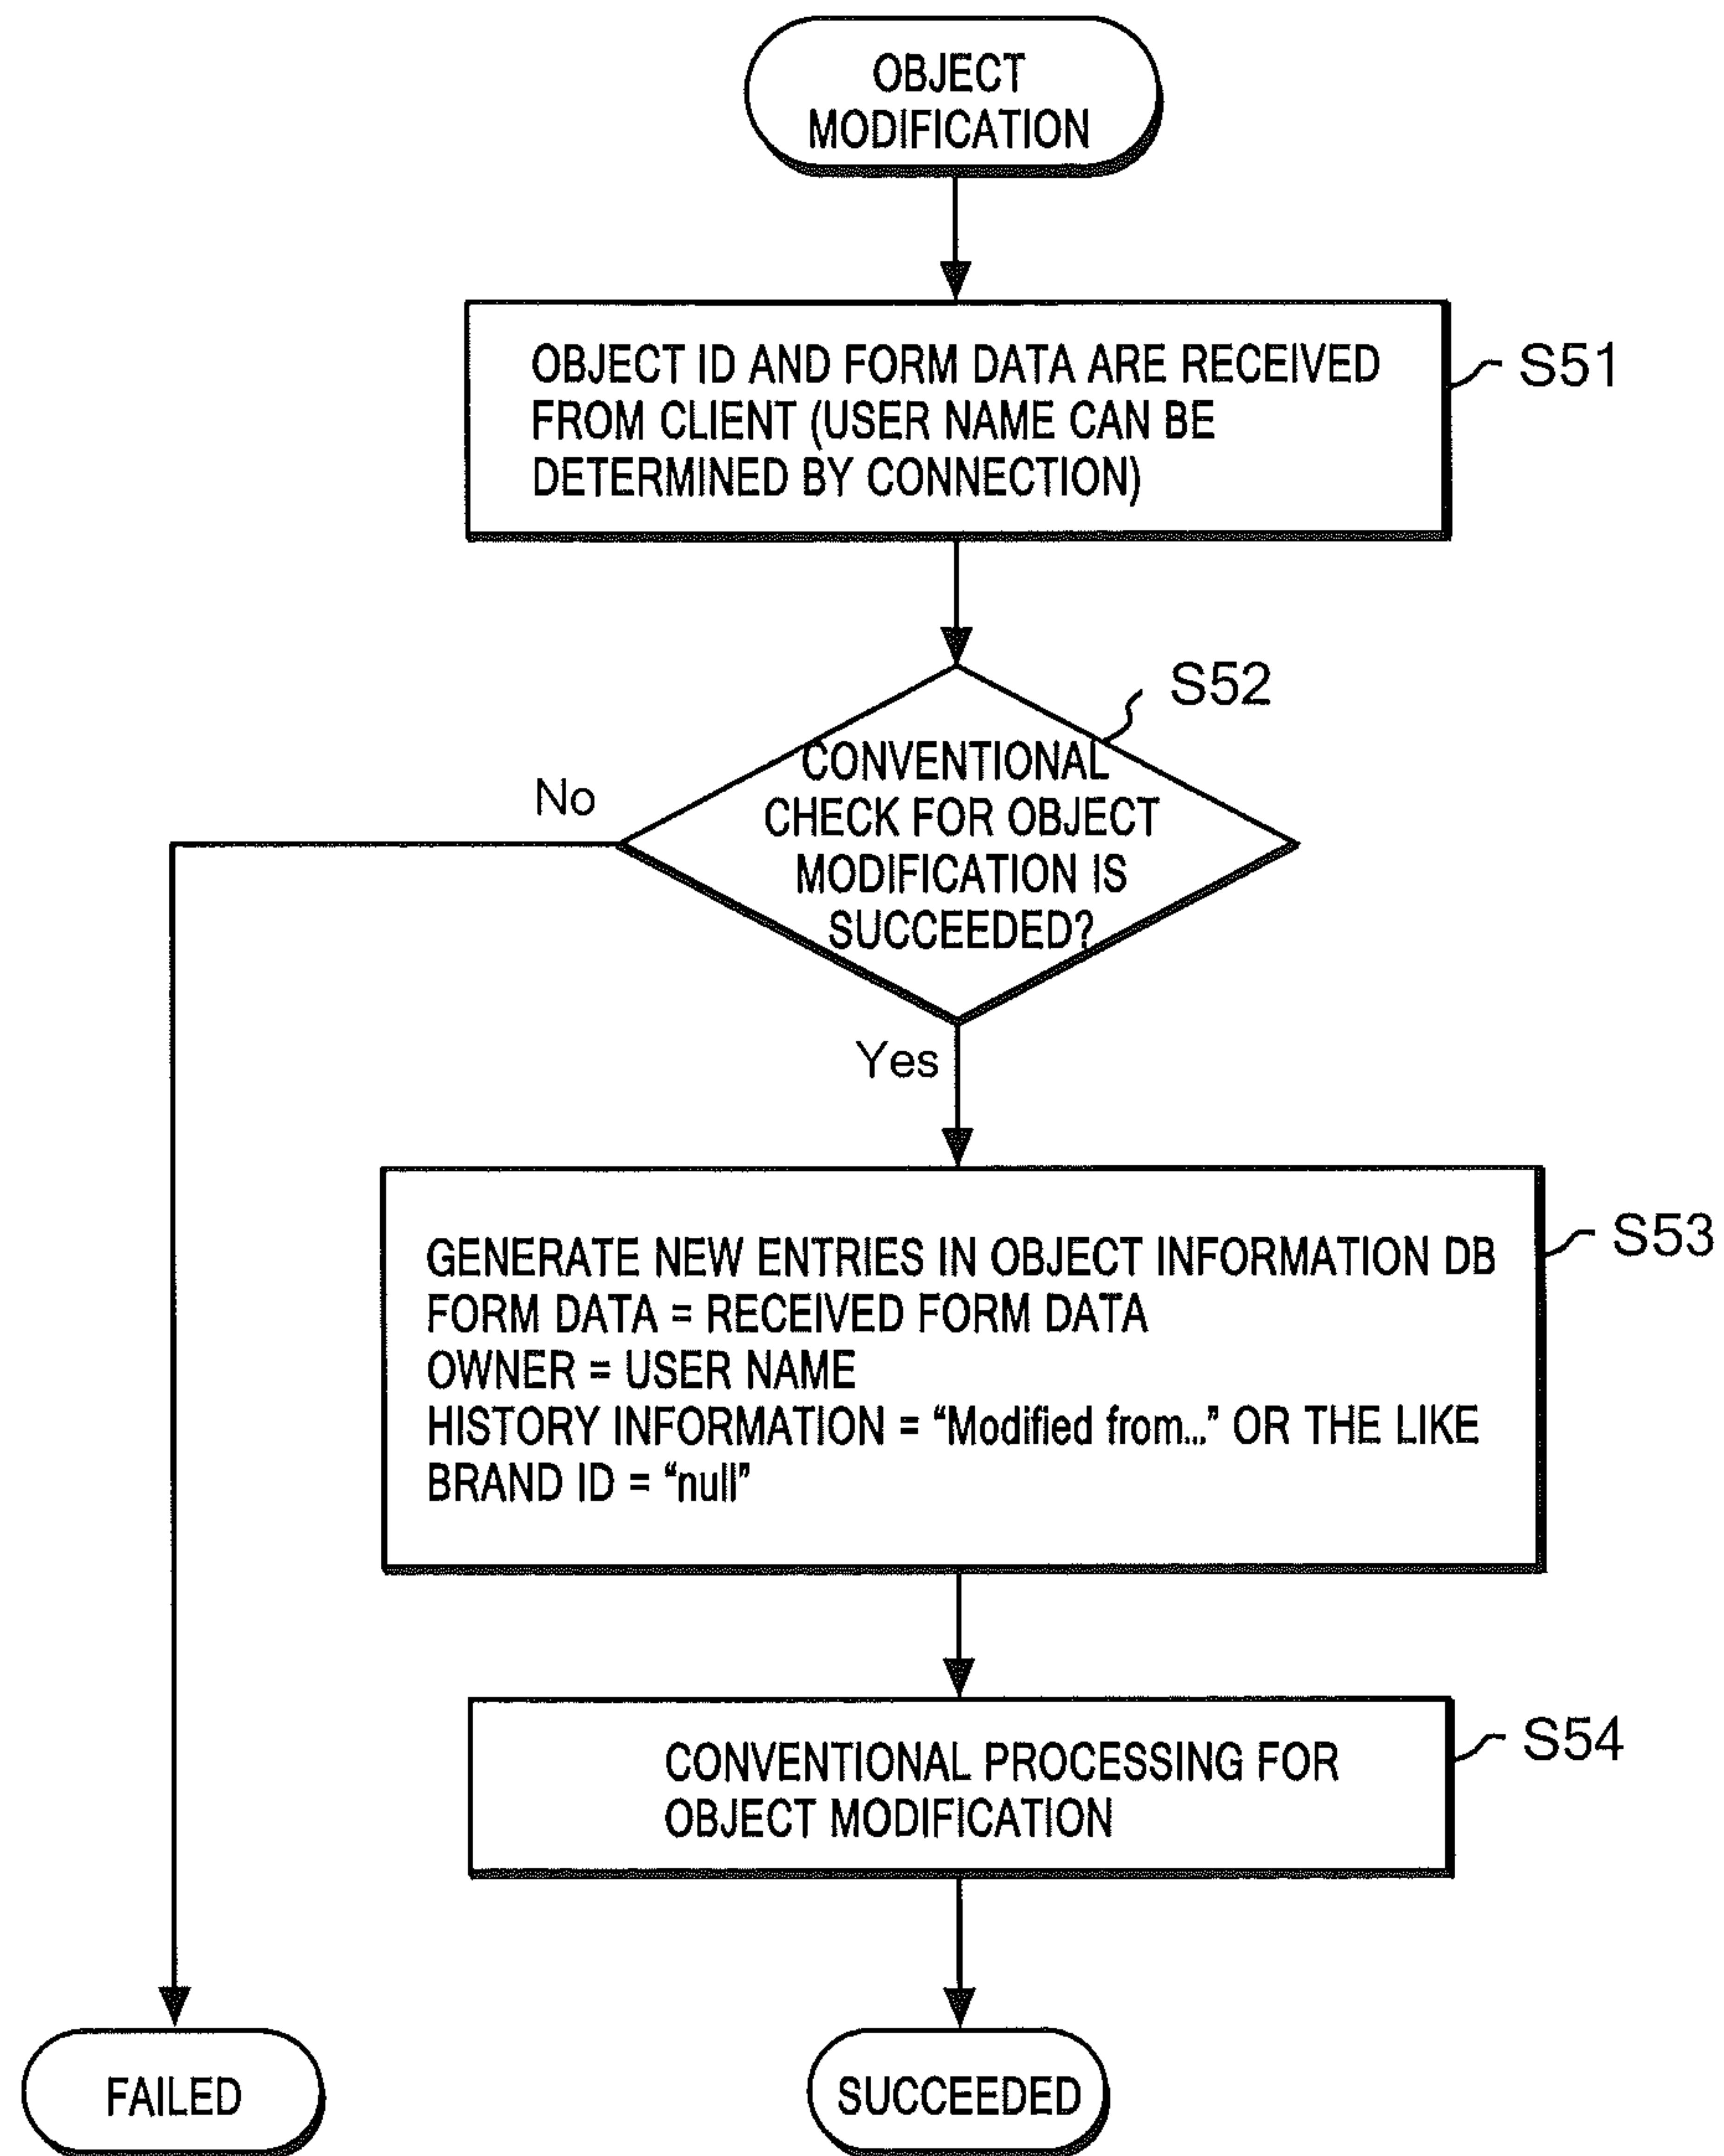 OBJECT
MODIFICATION
OBJECT ID AND FORM DATA ARE RECEIVED
FROM CLIENT (USER NAME CAN BE
DETERMINED BY CONNECTION)
S51
S52
CONVENTIONAL
CHECK FOR OBJECT
MODIFICATION IS
SUCCEEDED?
No
Yes
GENERATE NEW ENTRIES IN OBJECT INFORMATION DB
FORM DATA = RECEIVED FORM DATA
OWNER = USER NAME
HISTORY INFORMATION = “Modified from...” OR THE LIKE
BRAND ID = “null”
S53
CONVENTIONAL PROCESSING FOR
OBJECT MODIFICATION
S54
FAILED
SUCCEEDED